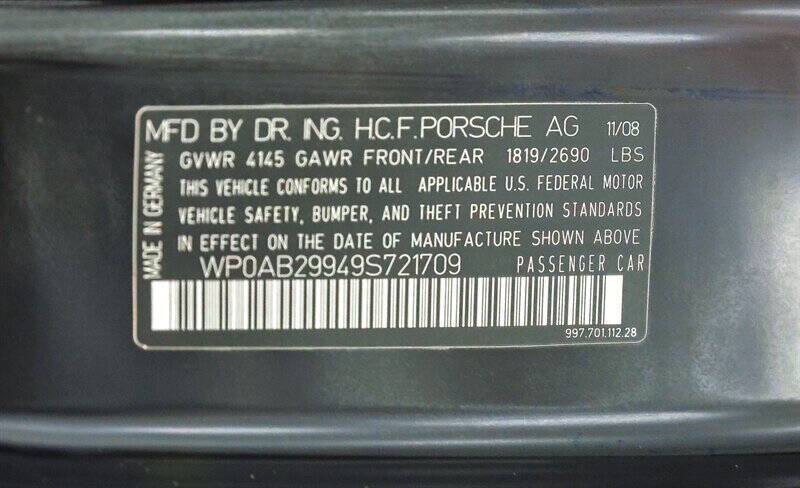 MFD BY DR. ING. H.C.F. PORSCHE AG 11/08
GVWR 4145 GAWR FRONT/REAR 1819/2690 LBS
THIS VEHICLE CONFORMS TO ALL APPLICABLE U.S. FEDERAL MOTOR
VEHICLE SAFETY, BUMPER, AND THEFT PREVENTION STANDARDS
IN EFFECT ON THE DATE OF MANUFACTURE SHOWN ABOVE
WP0AB29949S721709 PASSENGER CAR
997.701.112.28
MADE IN GERMANY